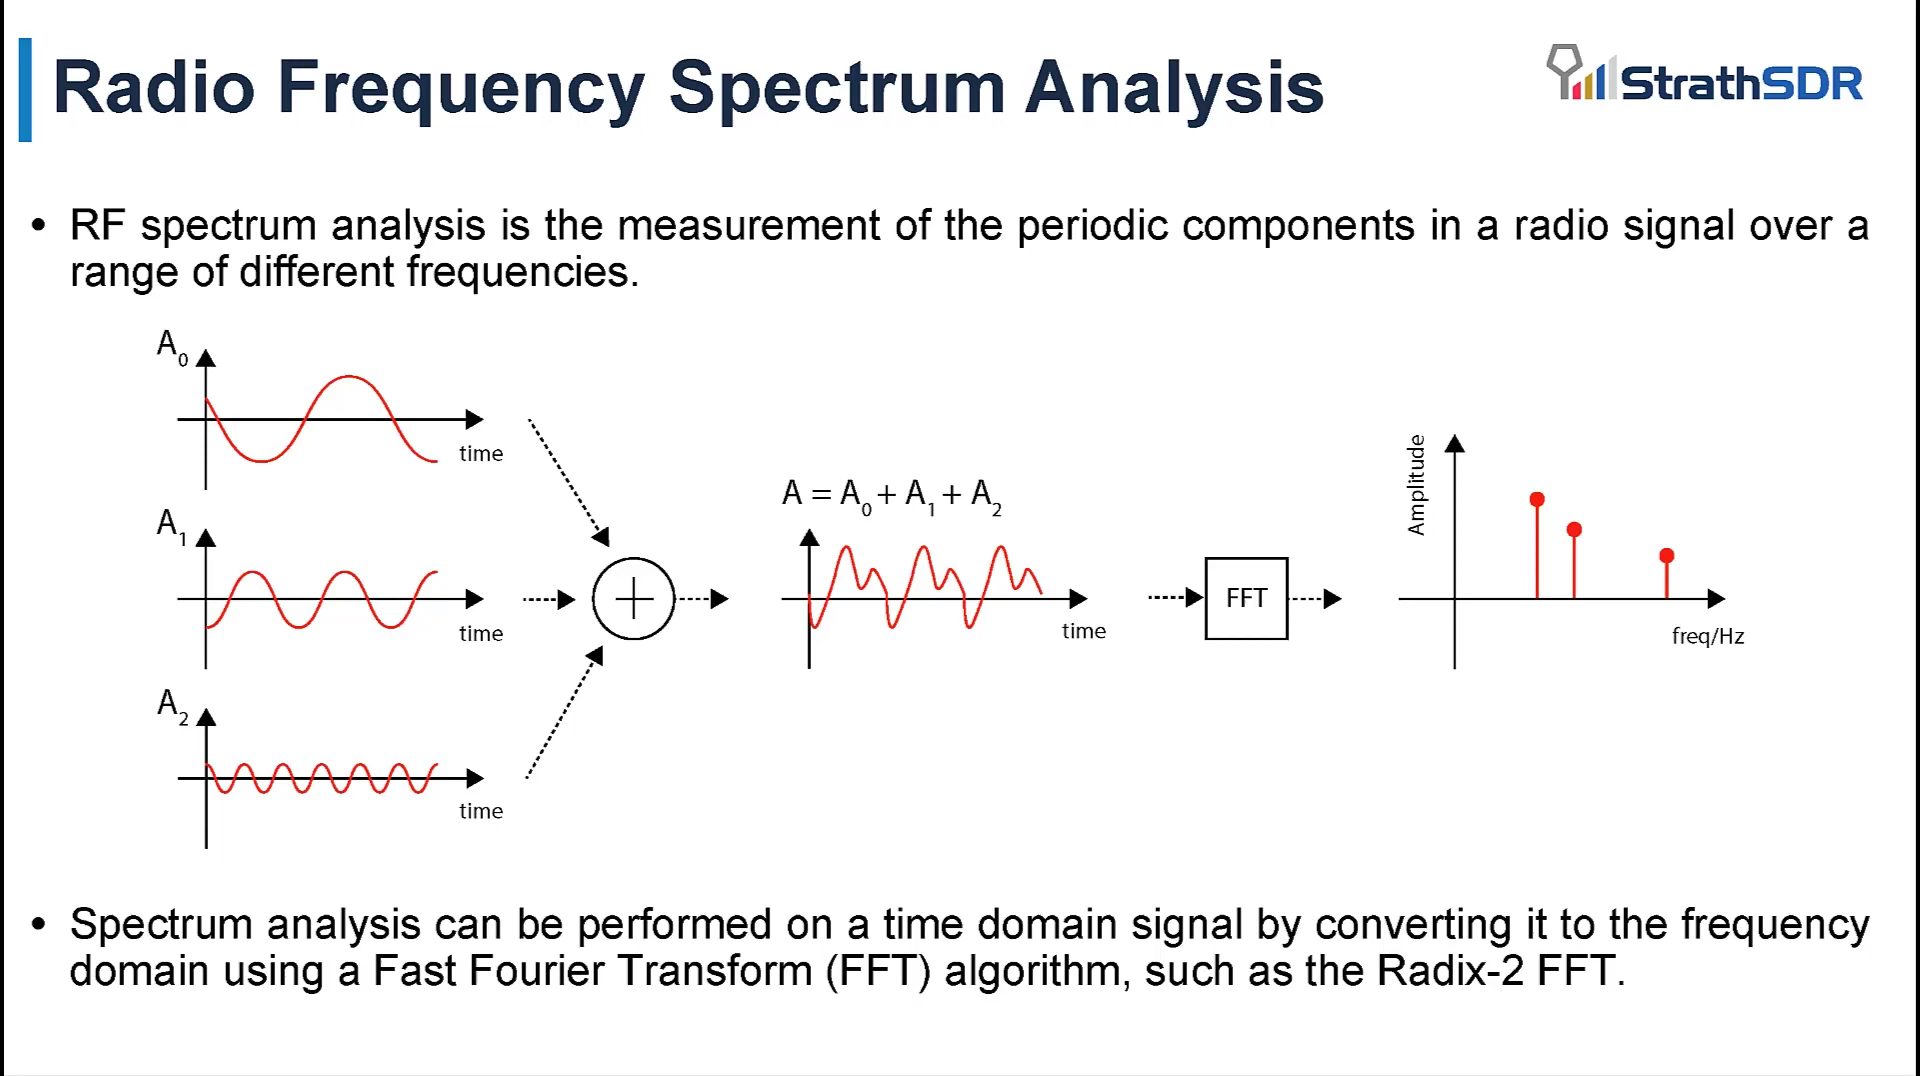 Radio Frequency Spectrum Analysis
StrathSDR
• RF spectrum analysis is the measurement of the periodic components in a radio signal over a
range of different frequencies.
A0
time
A1
time
A2
time
A = A0 + A1 + A2
time
FFT
Amplitude
freq/Hz
• Spectrum analysis can be performed on a time domain signal by converting it to the frequency
domain using a Fast Fourier Transform (FFT) algorithm, such as the Radix-2 FFT.